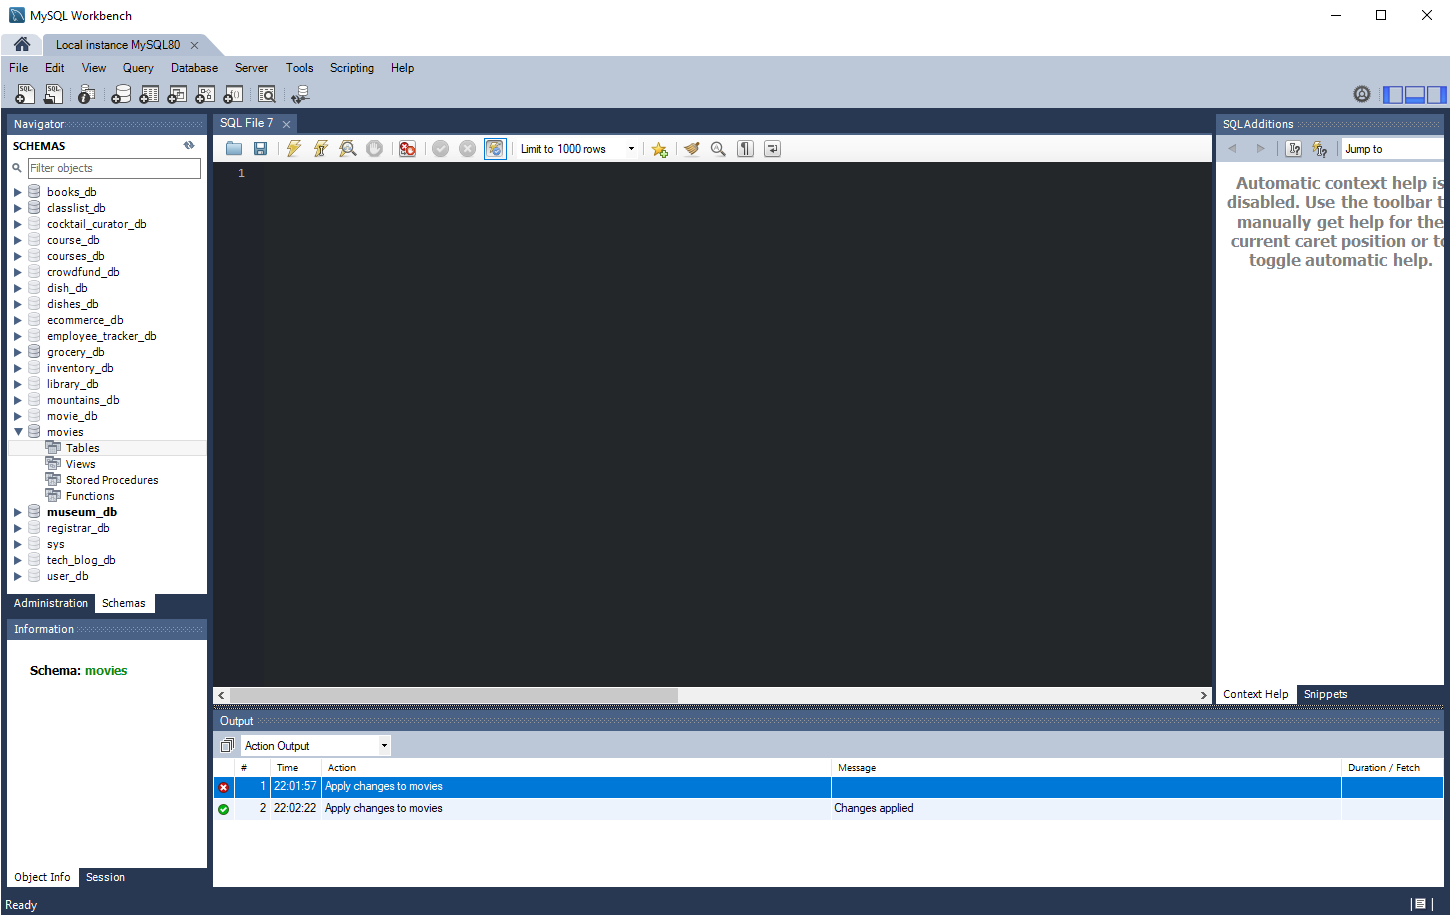 MySQL Workbench
Local instance MySQL80
File Edit View Query Database Server Tools Scripting Help
Navigator
SCHEMAS
Filter objects
books_db
classlist_db
cocktail_curator_db
course_db
courses_db
crowdfund_db
dish_db
dishes_db
ecommerce_db
employee_tracker_db
grocery_db
inventory_db
library_db
mountains_db
movie_db
movies
Tables
Views
Stored Procedures
Functions
museum_db
registrar_db
sys
tech_blog_db
user_db
Administration Schemas
Information
Schema: movies
Object Info Session
SQL File 7
Limit to 1000 rows
1
SQLAdditions
Jump to
Automatic context help is
disabled. Use the toolbar t
manually get help for the
current caret position or to
toggle automatic help.
Context Help Snippets
Output
Action Output
# Time Action Message Duration / Fetch
1 22:01:57 Apply changes to movies
2 22:02:22 Apply changes to movies Changes applied
Ready